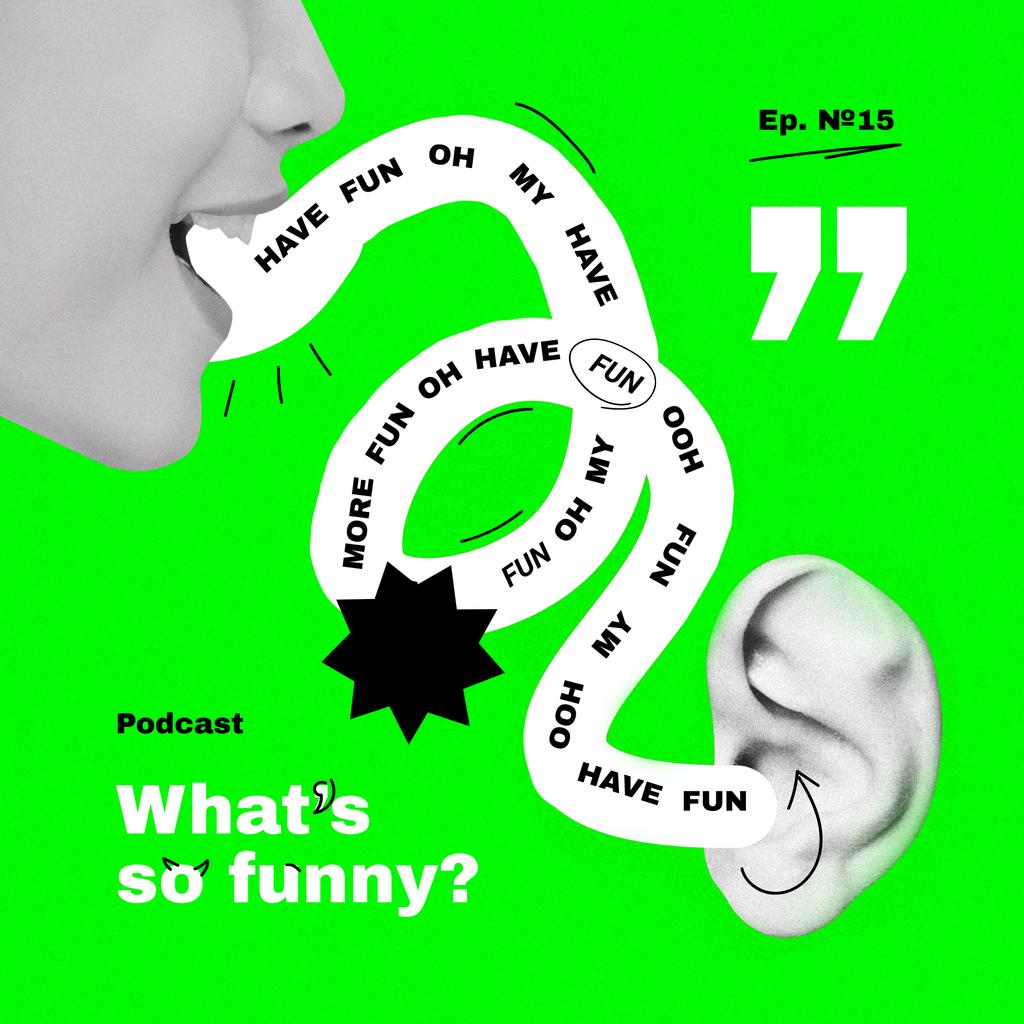 Ep. Nº15
”
HAVE FUN OH MY HAVE FUN OOH FUN MY OOH HAVE FUN
MORE FUN OH HAVE
FUN OH MY
Podcast
What's
so funny?